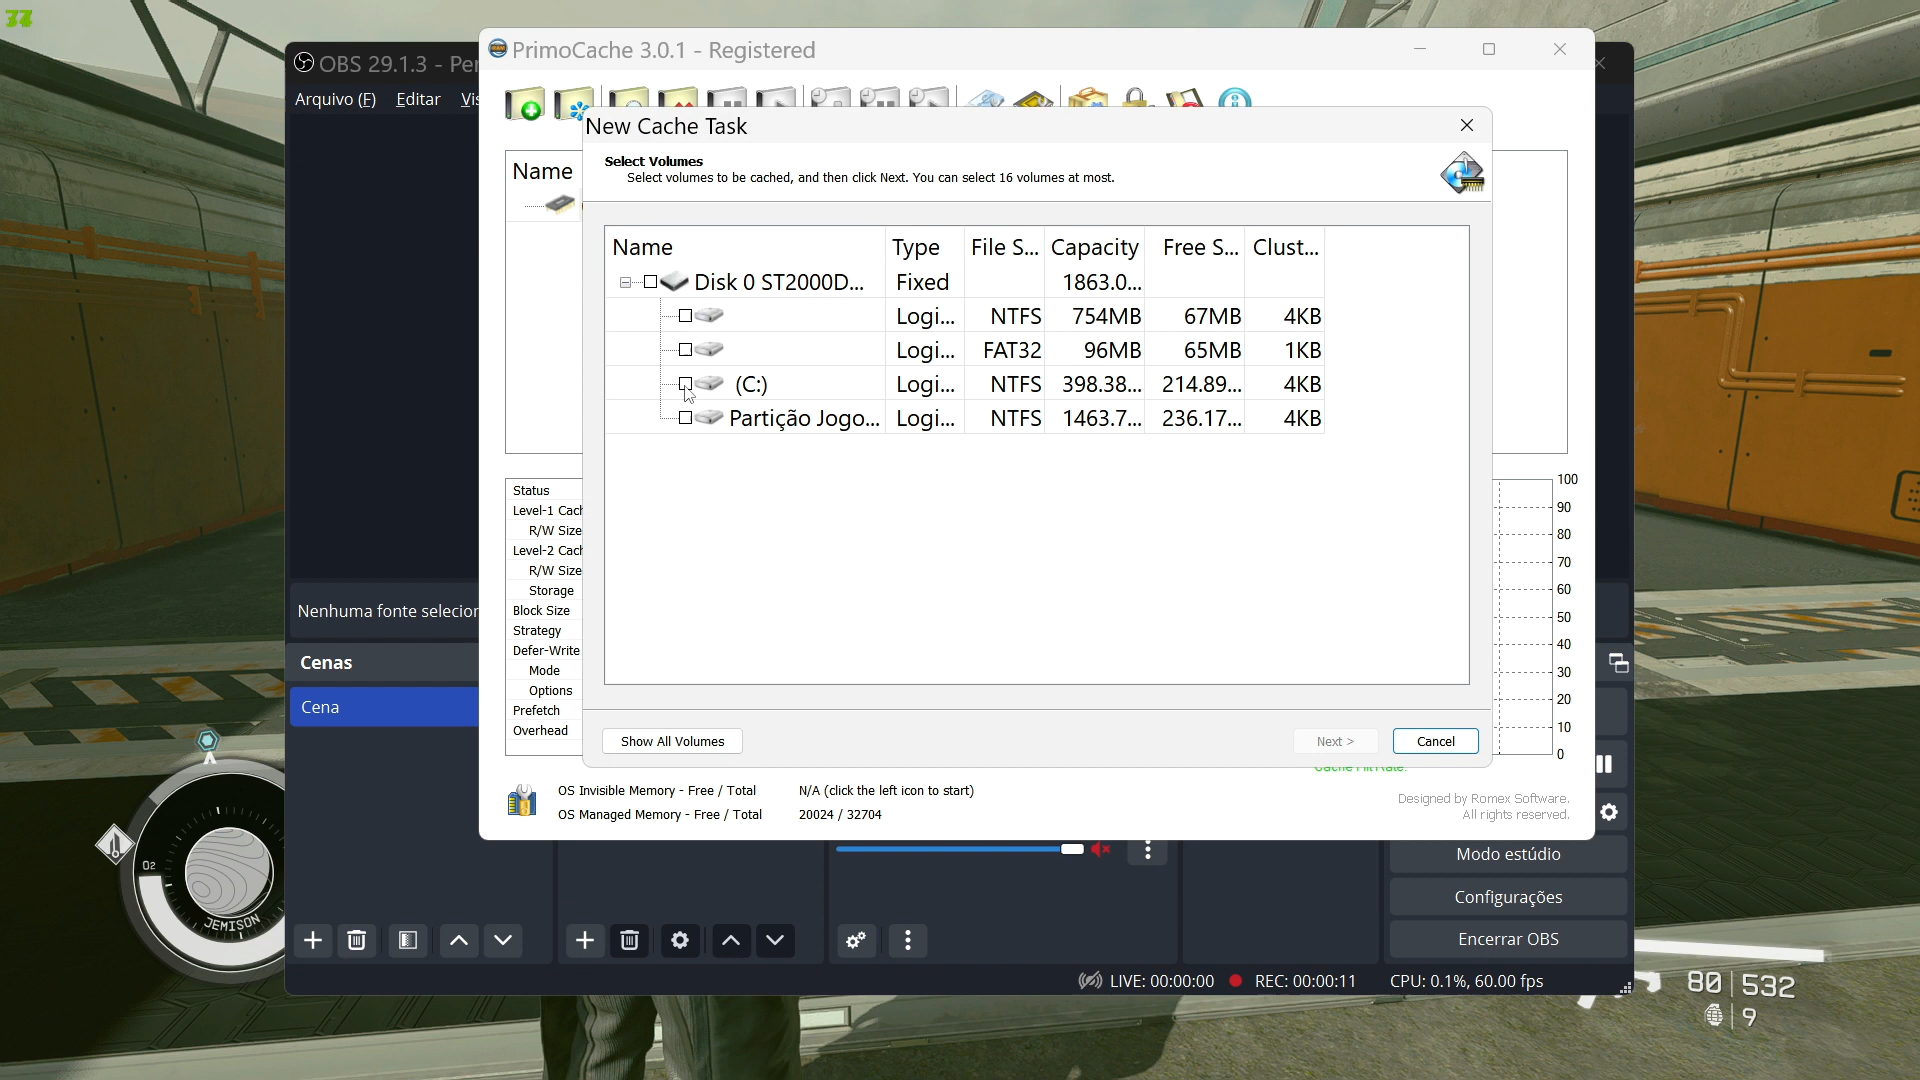 37
OBS 29.1.3 - Per
Arquivo (F) Editar Vis
PrimoCache 3.0.1 - Registered
Name
New Cache Task
Select Volumes
Select volumes to be cached, and then click Next. You can select 16 volumes at most.
Name Type File S... Capacity Free S... Clust...
Disk 0 ST2000D... Fixed 1863.0...
Logi... NTFS 754MB 67MB 4KB
Logi... FAT32 96MB 65MB 1KB
(C:) Logi... NTFS 398.38... 214.89... 4KB
Partição Jogo... Logi... NTFS 1463.7... 236.17... 4KB
Status
Level-1 Cach
R/W Size
Level-2 Cach
R/W Size
Storage
Block Size
Strategy
Defer-Write
Mode
Options
Prefetch
Overhead
100
90
80
70
60
50
40
30
20
10
0
Show All Volumes Next > Cancel
Cache Hit Rate:
OS Invisible Memory - Free / Total N/A (click the left icon to start)
OS Managed Memory - Free / Total 20024 / 32704
Designed by Romex Software.
All rights reserved.
Nenhuma fonte selecion
Cenas
Cena
Modo estúdio
Configurações
Encerrar OBS
LIVE: 00:00:00 REC: 00:00:11 CPU: 0.1%, 60.00 fps
O2
JEMISON
80 532
9